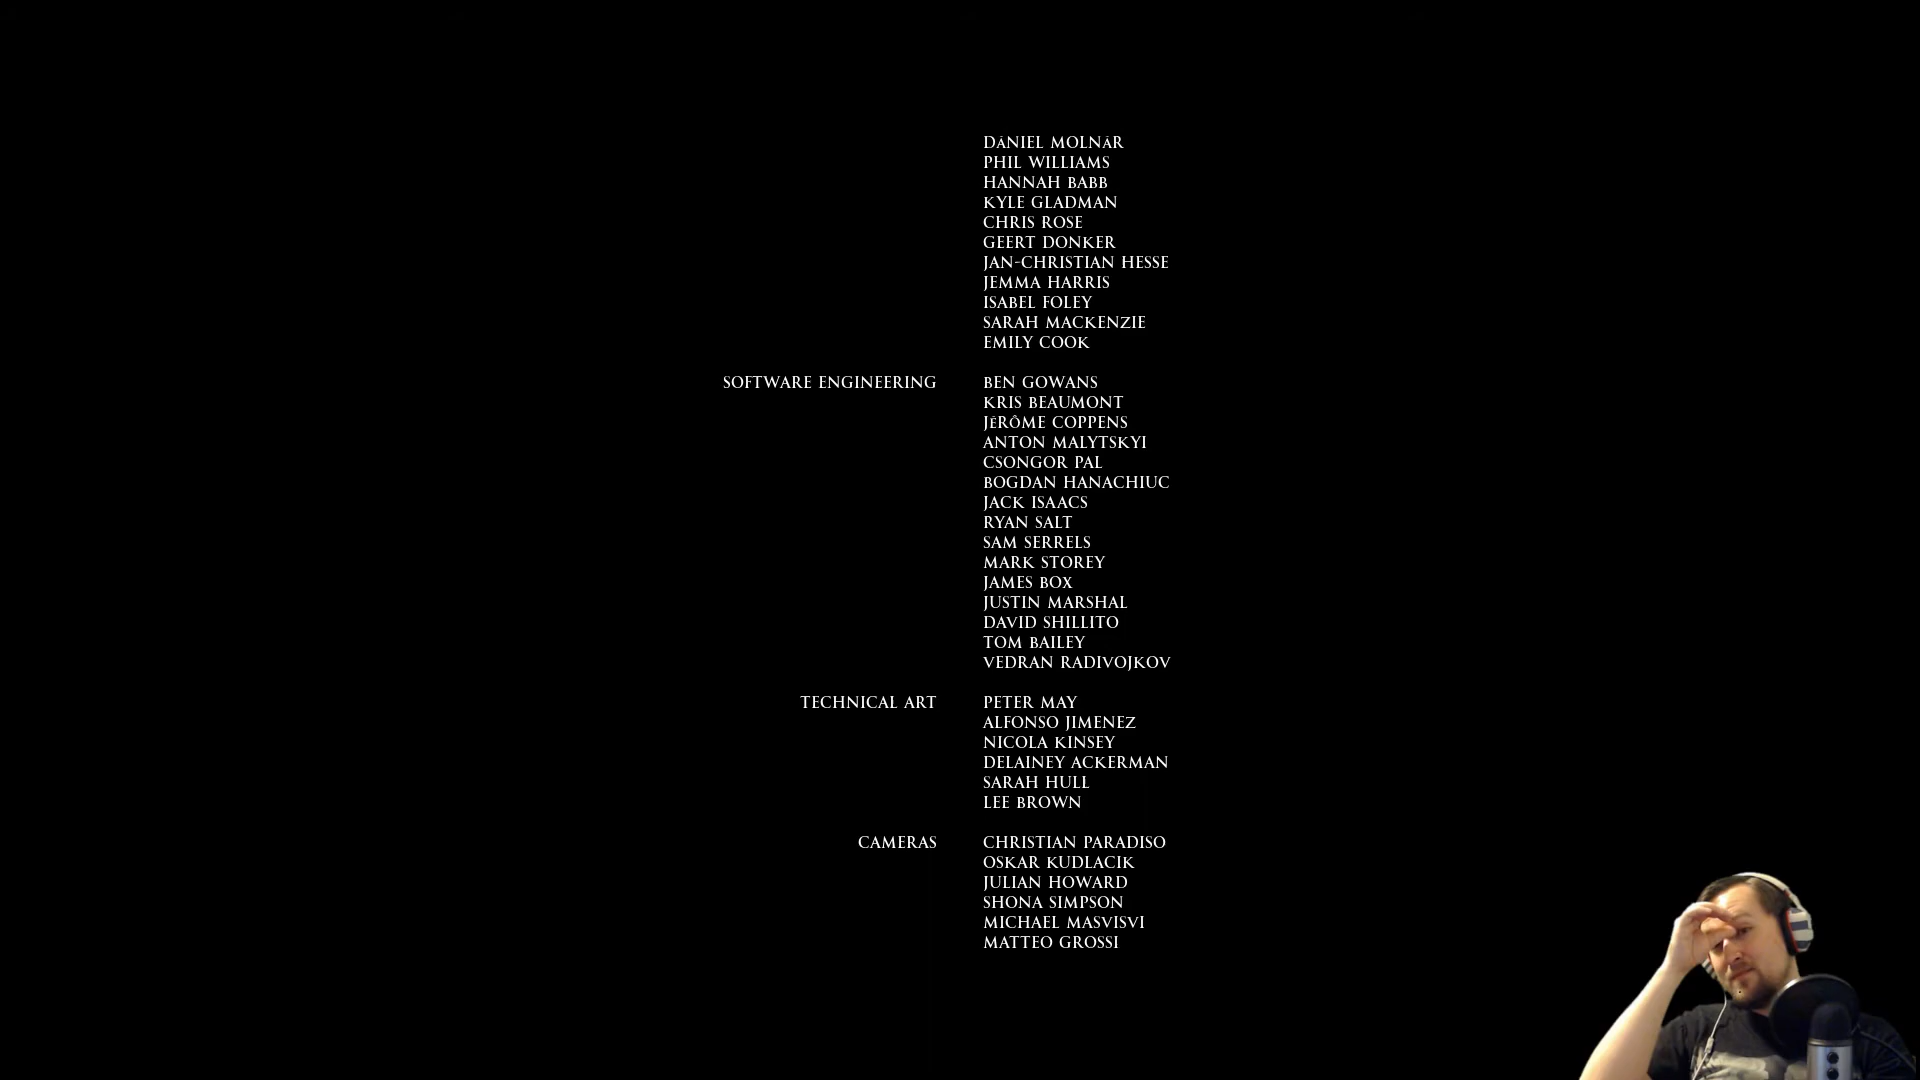 DÁNIEL MOLNÁR
PHIL WILLIAMS
HANNAH BABB
KYLE GLADMAN
CHRIS ROSE
GEERT DONKER
JAN-CHRISTIAN HESSE
JEMMA HARRIS
ISABEL FOLEY
SARAH MACKENZIE
EMILY COOK
SOFTWARE ENGINEERING BEN GOWANS
KRIS BEAUMONT
JÉRÔME COPPENS
ANTON MALYTSKYI
CSONGOR PAL
BOGDAN HANACHIUC
JACK ISAACS
RYAN SALT
SAM SERRELS
MARK STOREY
JAMES BOX
JUSTIN MARSHAL
DAVID SHILLITO
TOM BAILEY
VEDRAN RADIVOJKOV
TECHNICAL ART PETER MAY
ALFONSO JIMENEZ
NICOLA KINSEY
DELAINEY ACKERMAN
SARAH HULL
LEE BROWN
CAMERAS CHRISTIAN PARADISO
OSKAR KUDLACIK
JULIAN HOWARD
SHONA SIMPSON
MICHAEL MASVISVI
MATTEO GROSSI